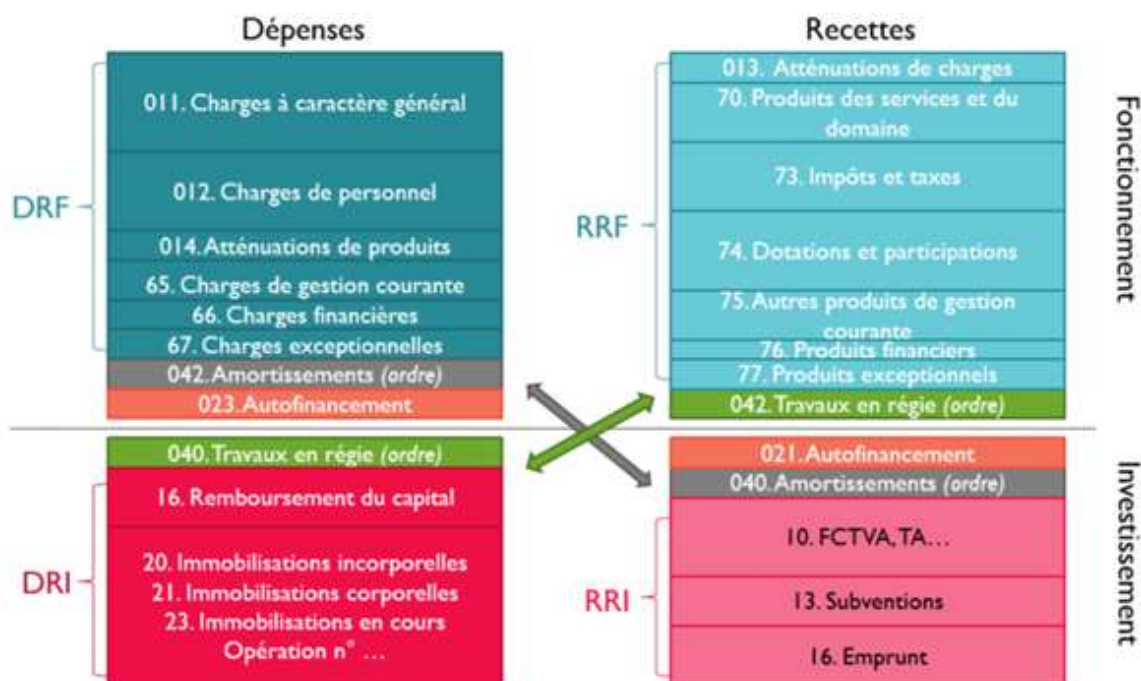 Dépenses
Recettes
011. Charges à caractère général
012. Charges de personnel
014. Atténuations de produits
65. Charges de gestion courante
66. Charges financières
67. Charges exceptionnelles
042. Amortissements (ordre)
023. Autofinancement
DRF
013. Atténuations de charges
70. Produits des services et du
domaine
73. Impôts et taxes
74. Dotations et participations
75. Autres produits de gestion
courante
76. Produits financiers
77. Produits exceptionnels
042. Travaux en régie (ordre)
RRF
Fonctionnement
040. Travaux en régie (ordre)
16. Remboursement du capital
20. Immobilisations incorporelles
21. Immobilisations corporelles
23. Immobilisations en cours
Opération n° ...
DRI
021. Autofinancement
040. Amortissements (ordre)
10. FCTVA, TA...
13. Subventions
16. Emprunt
RRI
Investissement